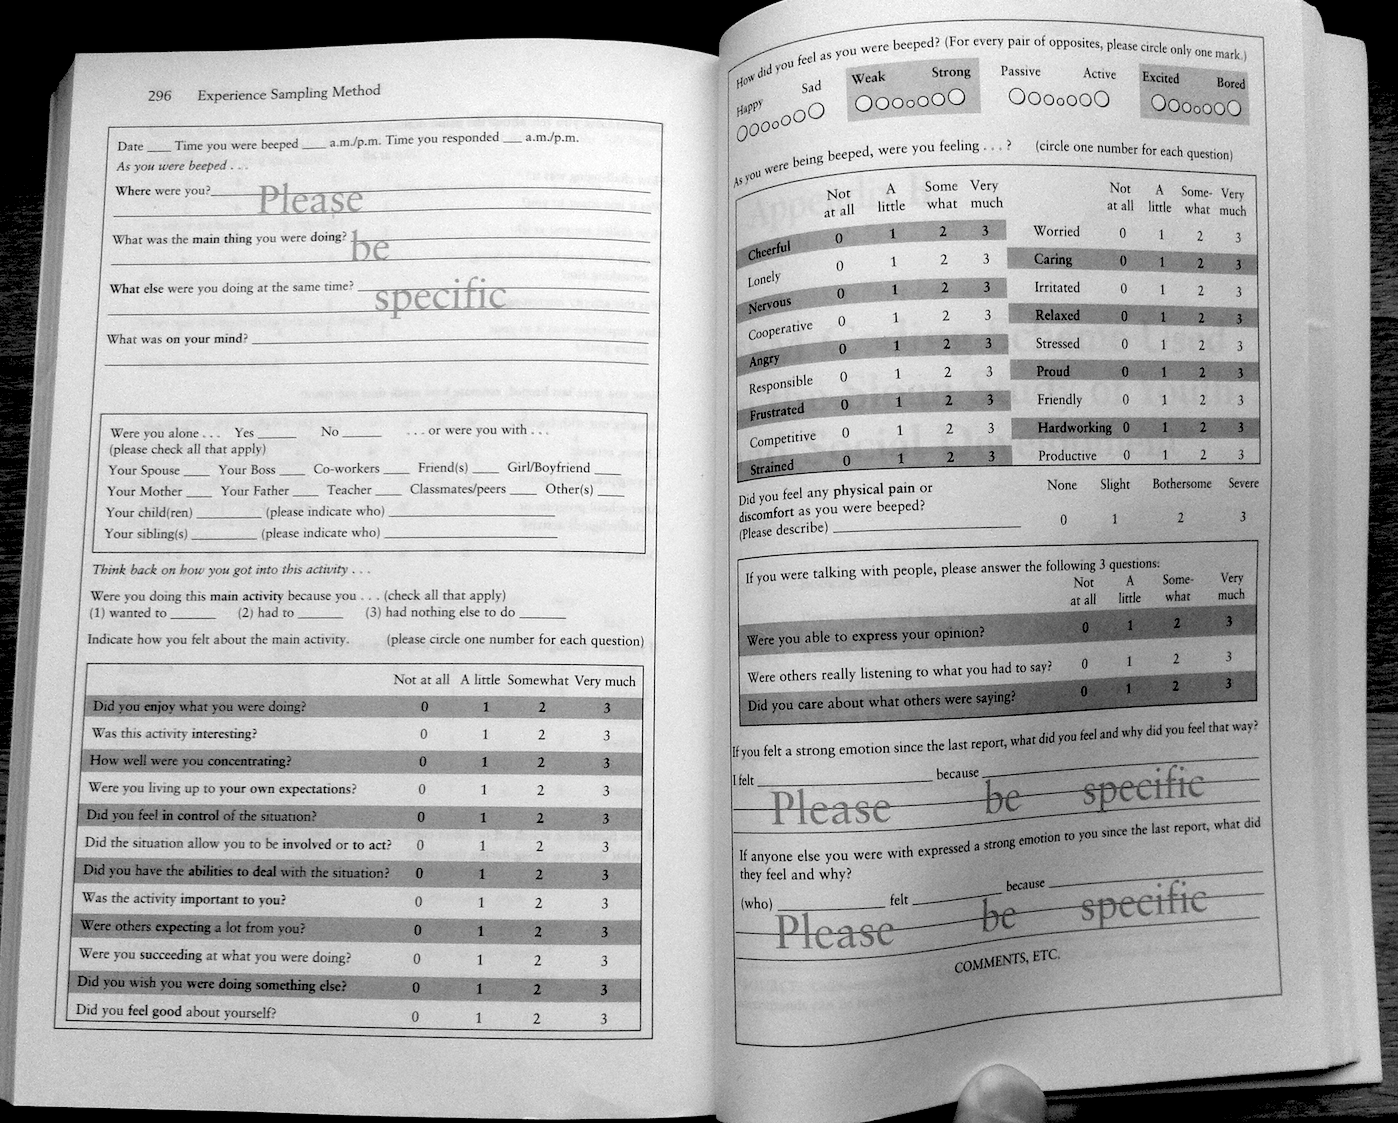 296 Experience Sampling Method
Date ___ Time you were beeped ___ a.m./p.m. Time you responded ___ a.m./p.m.
As you were beeped . . .
Where were you?
Please
What was the main thing you were doing?
be
What else were you doing at the same time?
specific
What was on your mind?
Were you alone . . . Yes ___ No ___ . . . or were you with . . .
(please check all that apply)
Your Spouse ___ Your Boss ___ Co-workers ___ Friend(s) ___ Girl/Boyfriend ___
Your Mother ___ Your Father ___ Teacher ___ Classmates/peers ___ Other(s) ___
Your child(ren) ___ (please indicate who) ___
Your sibling(s) ___ (please indicate who) ___
Think back on how you got into this activity . . .
Were you doing this main activity because you . . . (check all that apply)
(1) wanted to ___ (2) had to ___ (3) had nothing else to do ___
Indicate how you felt about the main activity. (please circle one number for each question)
Not at all A little Somewhat Very much
Did you enjoy what you were doing? 0 1 2 3
Was this activity interesting? 0 1 2 3
How well were you concentrating? 0 1 2 3
Were you living up to your own expectations? 0 1 2 3
Did you feel in control of the situation? 0 1 2 3
Did the situation allow you to be involved or to act? 0 1 2 3
Did you have the abilities to deal with the situation? 0 1 2 3
Was the activity important to you? 0 1 2 3
Were others expecting a lot from you? 0 1 2 3
Were you succeeding at what you were doing? 0 1 2 3
Did you wish you were doing something else? 0 1 2 3
Did you feel good about yourself? 0 1 2 3
How did you feel as you were beeped? (For every pair of opposites, please circle only one mark.)
Happy Sad Weak Strong Passive Active Excited Bored
As you were being beeped, were you feeling . . . ? (circle one number for each question)
Not at all A little Some what Very much
Cheerful 0 1 2 3
Lonely 0 1 2 3
Nervous 0 1 2 3
Cooperative 0 1 2 3
Angry 0 1 2 3
Responsible 0 1 2 3
Frustrated 0 1 2 3
Competitive 0 1 2 3
Strained 0 1 2 3
Not at all A little Some- what Very much
Worried 0 1 2 3
Caring 0 1 2 3
Irritated 0 1 2 3
Relaxed 0 1 2 3
Stressed 0 1 2 3
Proud 0 1 2 3
Friendly 0 1 2 3
Hardworking 0 1 2 3
Productive 0 1 2 3
Did you feel any physical pain or
discomfort as you were beeped?
(Please describe) ___
None Slight Bothersome Severe
0 1 2 3
If you were talking with people, please answer the following 3 questions:
Not at all A little Some- what Very much
Were you able to express your opinion? 0 1 2 3
Were others really listening to what you had to say? 0 1 2 3
Did you care about what others were saying? 0 1 2 3
If you felt a strong emotion since the last report, what did you feel and why did you feel that way?
I felt ___ because ___
Please be specific
If anyone else you were with expressed a strong emotion to you since the last report, what did
they feel and why?
(who) ___ felt ___ because ___
Please be specific
COMMENTS, ETC.